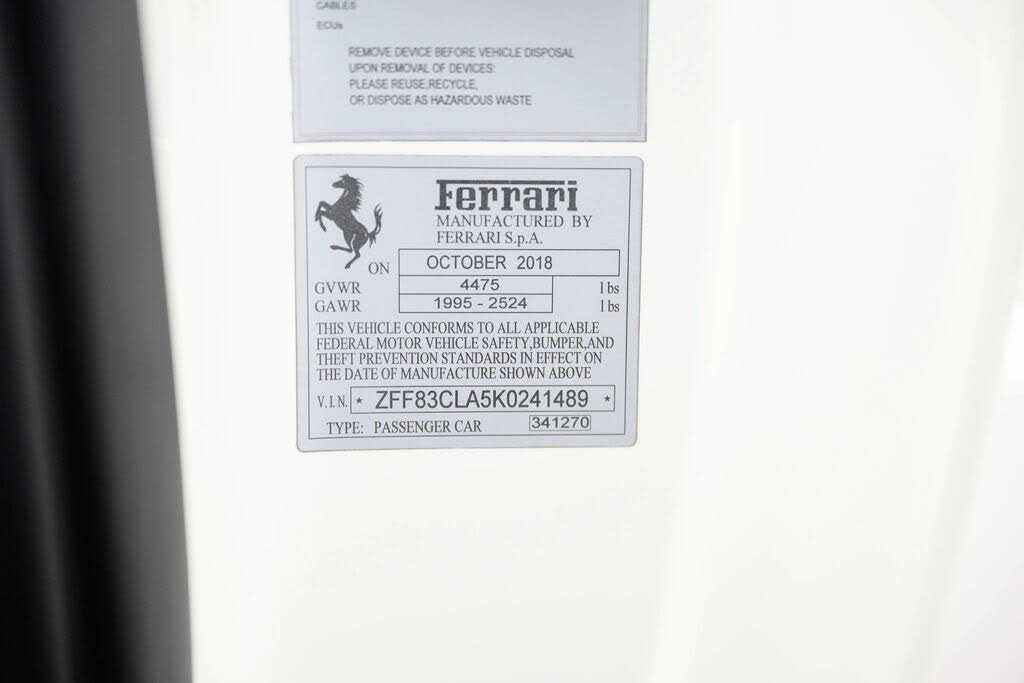 CABLES
ECUs
REMOVE DEVICE BEFORE VEHICLE DISPOSAL
UPON REMOVAL OF DEVICES:
PLEASE REUSE,RECYCLE,
OR DISPOSE AS HAZARDOUS WASTE
Ferrari
MANUFACTURED BY
FERRARI S.p.A.
ON OCTOBER 2018
GVWR 4475 lbs
GAWR 1995 - 2524 lbs
THIS VEHICLE CONFORMS TO ALL APPLICABLE
FEDERAL MOTOR VEHICLE SAFETY,BUMPER,AND
THEFT PREVENTION STANDARDS IN EFFECT ON
THE DATE OF MANUFACTURE SHOWN ABOVE
V.I.N. * ZFF83CLA5K0241489 *
TYPE: PASSENGER CAR 341270